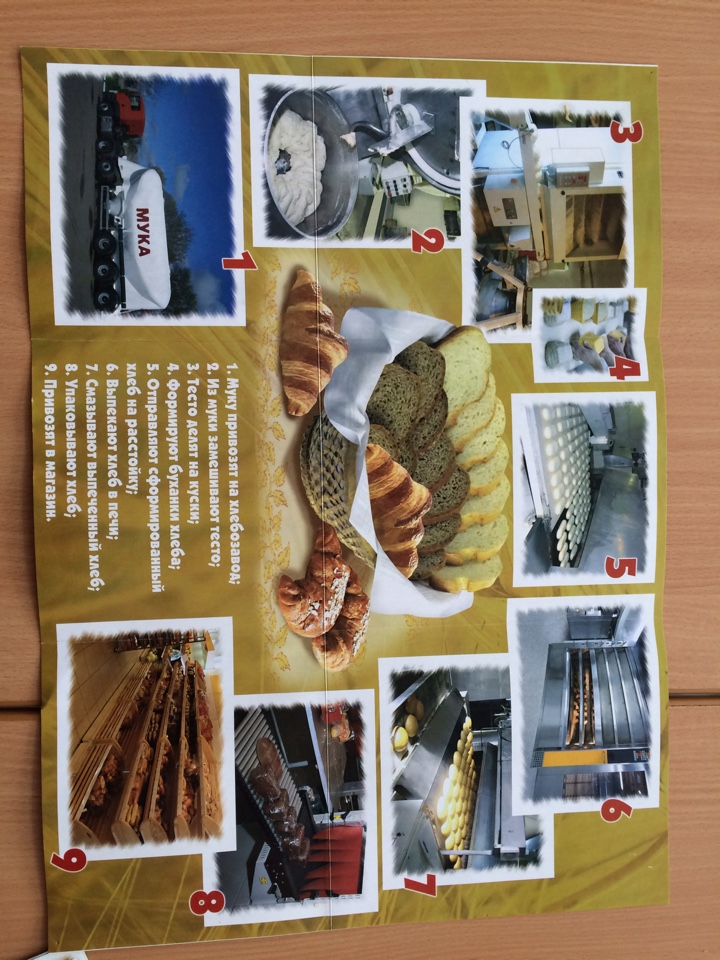 МУКА
1
2
3
4
5
6
7
8
9
1. Муку привозят на хлебозавод;
2. Из муки замешивают тесто;
3. Тесто делят на куски;
4. Формируют буханки хлеба;
5. Отправляют сформированный
хлеб на расстойку;
6. Выпекают хлеб в печи;
7. Смазывают выпеченный хлеб;
8. Упаковывают хлеб;
9. Привозят в магазин.